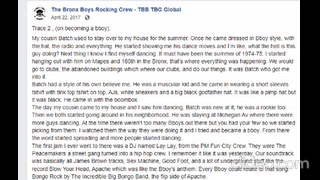 The Bronx Boys Rocking Crew - TBB TBC Global
April 22, 2017
Trace 2 , (on becoming a bboy).
My cousin Batch used to stay over to my house for the summer. Once he came dressed in Bboy style, with
the hat, the radio and everything. He started showing me his dance moves and I'm like, what the hell is this
guy doing? Next thing I know I find myself dancing. It must have been the summer of 1974-75. I started
hanging out with him on Mapes and 180th in the Bronx, that's where everything was happening. We would
go to clubs, the abandoned buildings which where our clubs, and do our things. It was Batch who got me
into it.
Batch had a style of his own believe me. He was a muscular kid and he came in wearing a short sleeves
tshirt with tink top tshirt on top, AJs, white sneakers and a big black godfather hat. It was like a pimp hat but
it was black. He came in with the boombox.
The day my cousin came to my house and I saw him dancing, Batch was new at it, he was a rookie too.
Then we both started going around in his neighborhood. He was staying at Mohegan Av where there were
more guys dancing. At the time there weren't too many Bboys out there but you had your few so we started
picking from them. I watched them the way they were doing it and I tried and became a bboy. From there
the word started spreading and more people started dancing.
The first jam I ever went to there was a DJ named Lay Lay, from the PM Fun City Crew. They were The
Peacemakers a street gang turned into a hip hop crew. I remember it like it was yesterday. Our soundtrack
was basically all James Brown tracks, Sex Machine, Good Foot, and a lot of
record Blow Your Head, Apache which was like the Bboy's anthem. Every Bboy could relate to that song.
Bongo Rock by The Incredible Big Bongo Band, the flip side of Apache.